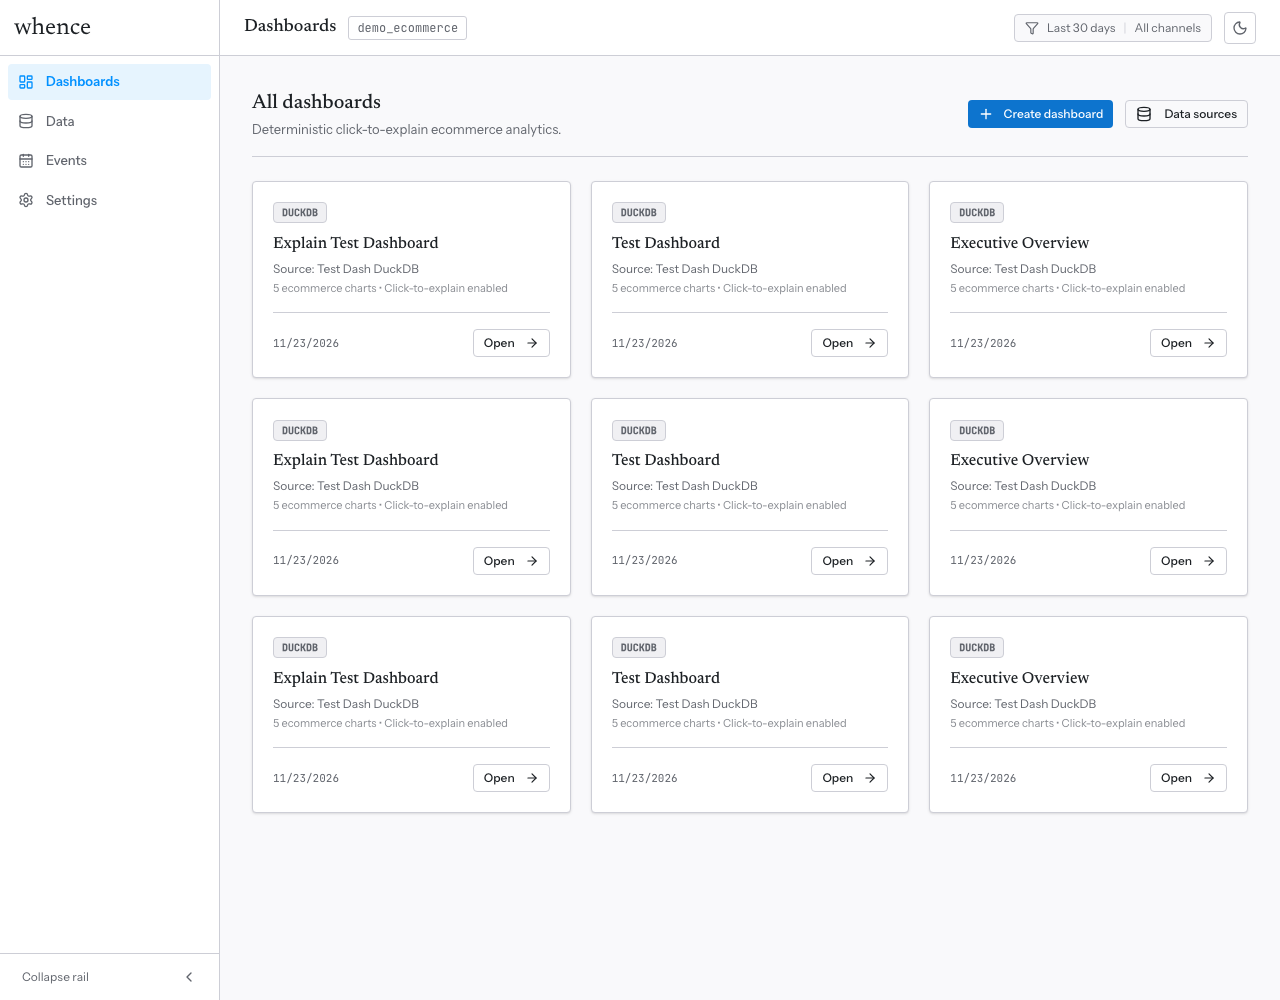 whence
Dashboards demo_ecommerce Last 30 days All channels
Dashboards
Data
Events
Settings
All dashboards
Deterministic click-to-explain ecommerce analytics.
Create dashboard Data sources
DUCKDB
Explain Test Dashboard
Source: Test Dash DuckDB
5 ecommerce charts • Click-to-explain enabled
11/23/2026 Open
DUCKDB
Test Dashboard
Source: Test Dash DuckDB
5 ecommerce charts • Click-to-explain enabled
11/23/2026 Open
DUCKDB
Executive Overview
Source: Test Dash DuckDB
5 ecommerce charts • Click-to-explain enabled
11/23/2026 Open
DUCKDB
Explain Test Dashboard
Source: Test Dash DuckDB
5 ecommerce charts • Click-to-explain enabled
11/23/2026 Open
DUCKDB
Test Dashboard
Source: Test Dash DuckDB
5 ecommerce charts • Click-to-explain enabled
11/23/2026 Open
DUCKDB
Executive Overview
Source: Test Dash DuckDB
5 ecommerce charts • Click-to-explain enabled
11/23/2026 Open
DUCKDB
Explain Test Dashboard
Source: Test Dash DuckDB
5 ecommerce charts • Click-to-explain enabled
11/23/2026 Open
DUCKDB
Test Dashboard
Source: Test Dash DuckDB
5 ecommerce charts • Click-to-explain enabled
11/23/2026 Open
DUCKDB
Executive Overview
Source: Test Dash DuckDB
5 ecommerce charts • Click-to-explain enabled
11/23/2026 Open
Collapse rail